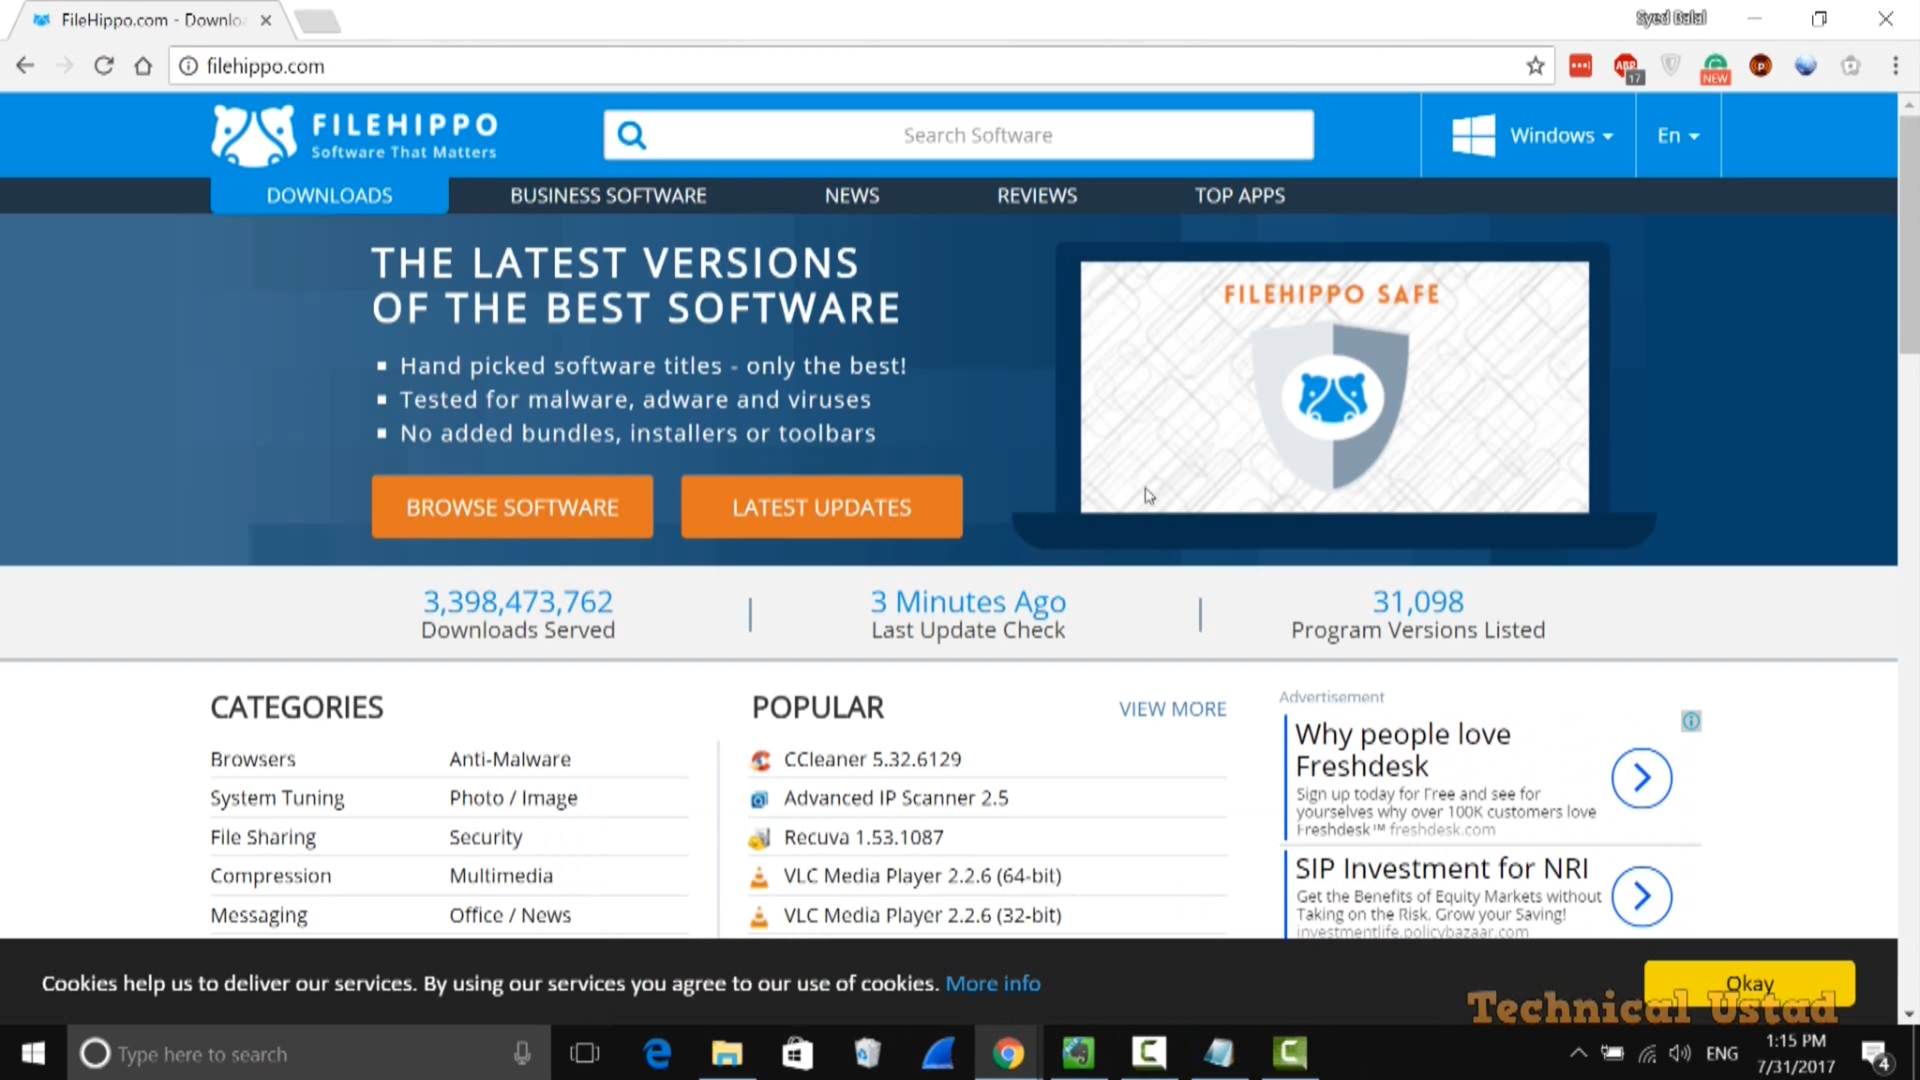 FileHippo.com - Downlo
Syed Balal
filehippo.com
ABP
17
NEW
FILEHIPPO
Software That Matters
Search Software
Windows
En
DOWNLOADS
BUSINESS SOFTWARE
NEWS
REVIEWS
TOP APPS
THE LATEST VERSIONS
OF THE BEST SOFTWARE
Hand picked software titles - only the best!
Tested for malware, adware and viruses
No added bundles, installers or toolbars
BROWSE SOFTWARE
LATEST UPDATES
FILEHIPPO SAFE
3,398,473,762
Downloads Served
3 Minutes Ago
Last Update Check
31,098
Program Versions Listed
CATEGORIES
Browsers
Anti-Malware
System Tuning
Photo / Image
File Sharing
Security
Compression
Multimedia
Messaging
Office / News
POPULAR
VIEW MORE
CCleaner 5.32.6129
Advanced IP Scanner 2.5
Recuva 1.53.1087
VLC Media Player 2.2.6 (64-bit)
VLC Media Player 2.2.6 (32-bit)
Advertisement
Why people love
Freshdesk
Sign up today for Free and see for
yourselves why over 100K customers love
Freshdesk™ freshdesk.com
SIP Investment for NRI
Get the Benefits of Equity Markets without
Taking on the Risk. Grow your Saving!
investmentlife.policybazaar.com
Cookies help us to deliver our services. By using our services you agree to our use of cookies. More info
Okay
Technical Ustad
Type here to search
ENG
1:15 PM
7/31/2017
4